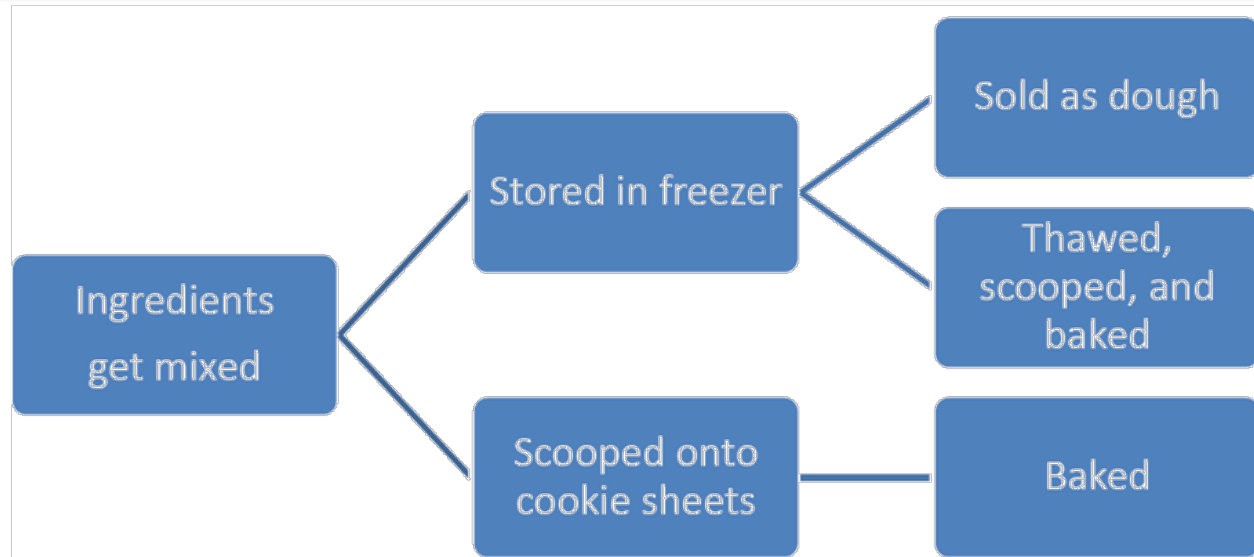 Ingredients
get mixed
Stored in freezer
Sold as dough
Thawed,
scooped, and
baked
Scooped onto
cookie sheets
Baked